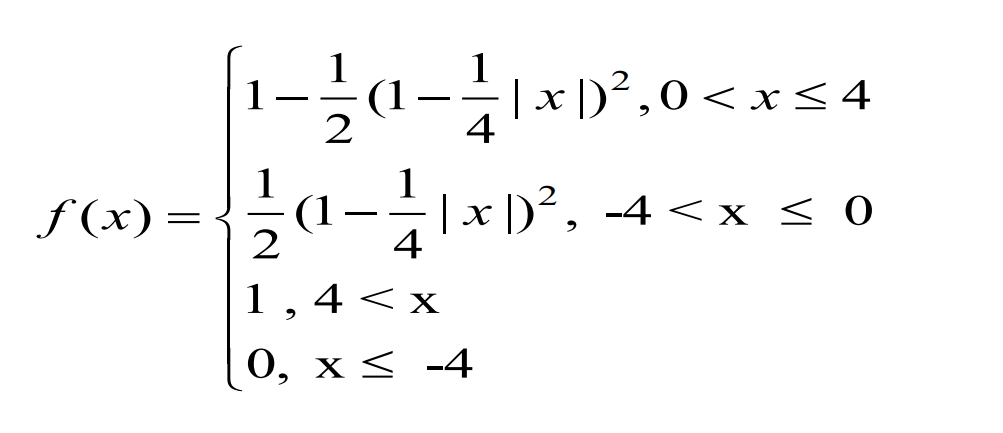 f(x) = { 1 − 1/2 (1 − 1/4 | x |)², 0 < x ≤ 4
1/2 (1 − 1/4 | x |)², -4 < x ≤ 0
1 , 4 < x
0, x ≤ -4